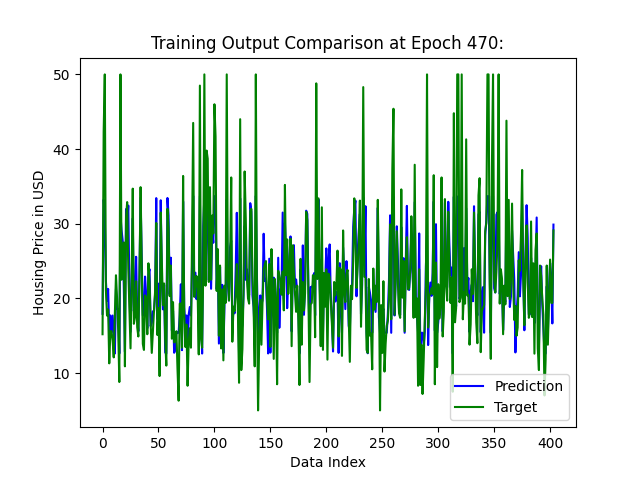 Training Output Comparison at Epoch 470:
50
40
30
20
10
Housing Price in USD
Prediction
Target
0 50 100 150 200 250 300 350 400
Data Index